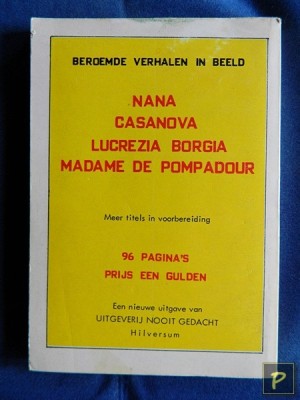 BEROEMDE VERHALEN IN BEELD
NANA
CASANOVA
LUCREZIA BORGIA
MADAME DE POMPADOUR
Meer titels in voorbereiding
96 PAGINA'S
PRIJS EEN GULDEN
Een nieuwe uitgave van
UITGEVERIJ NOOIT GEDACHT
Hilversum
P